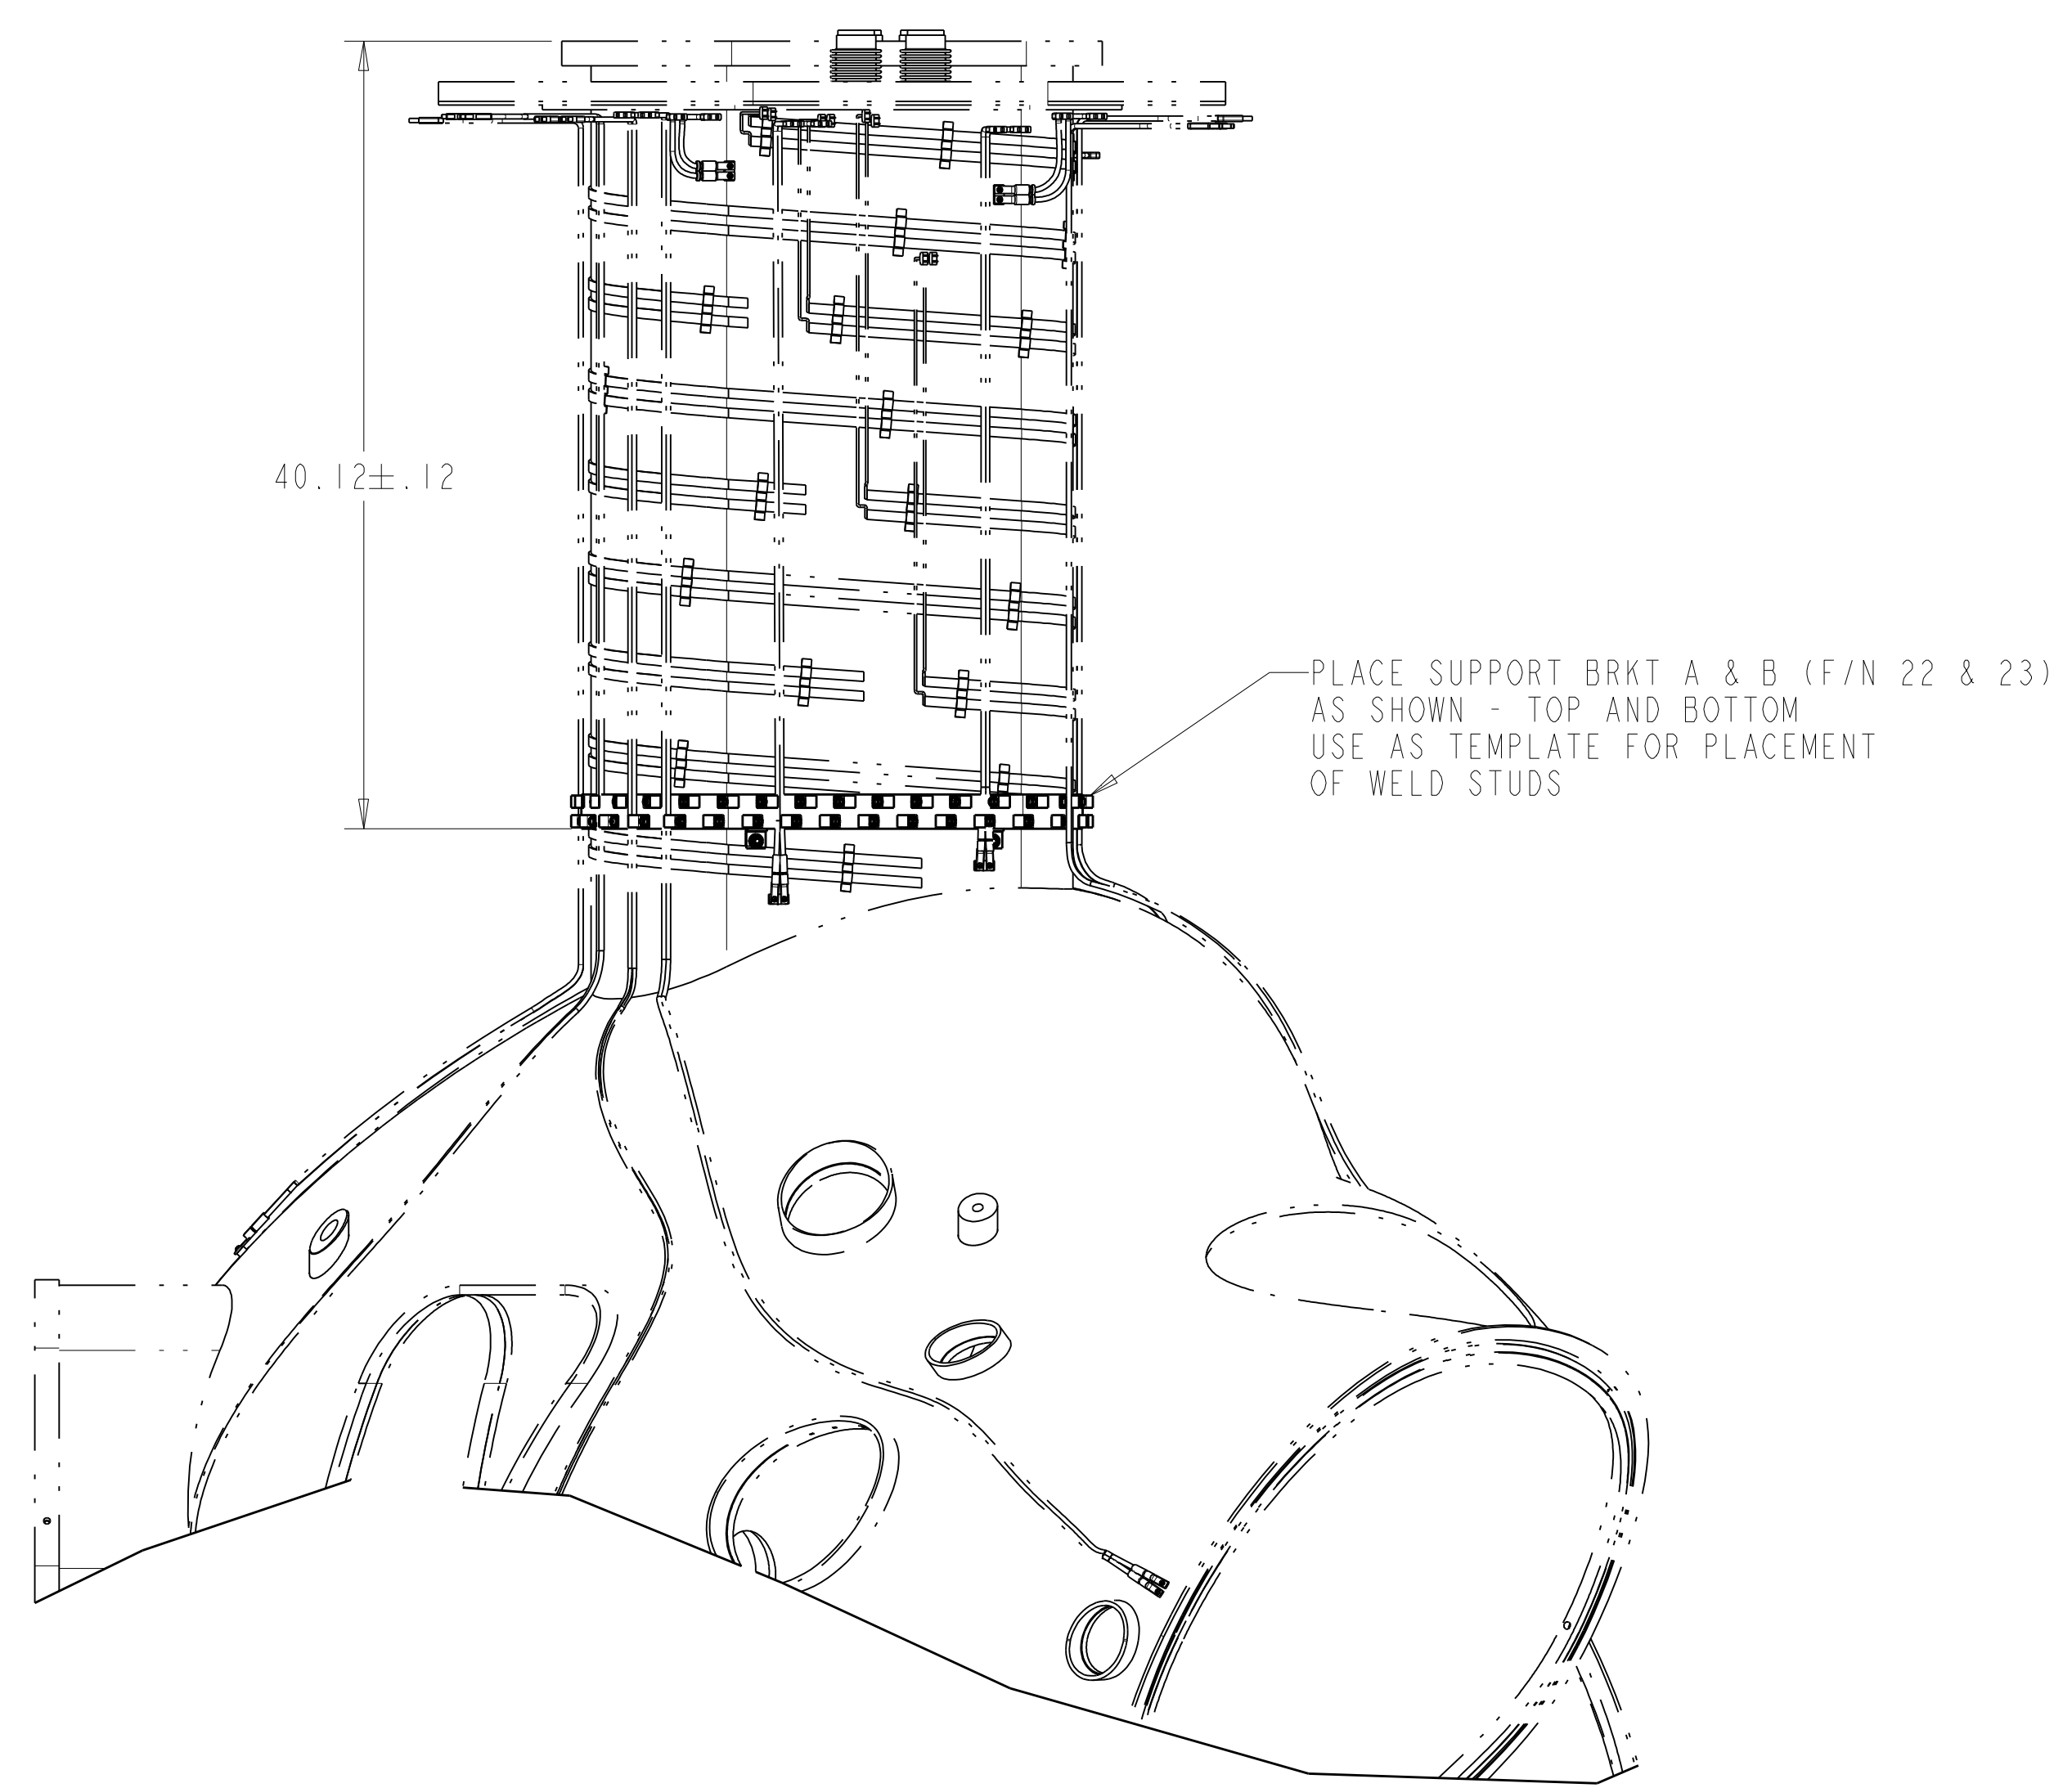 40.12±.12
PLACE SUPPORT BRKT A & B (F/N 22 & 23)
AS SHOWN - TOP AND BOTTOM
USE AS TEMPLATE FOR PLACEMENT
OF WELD STUDS